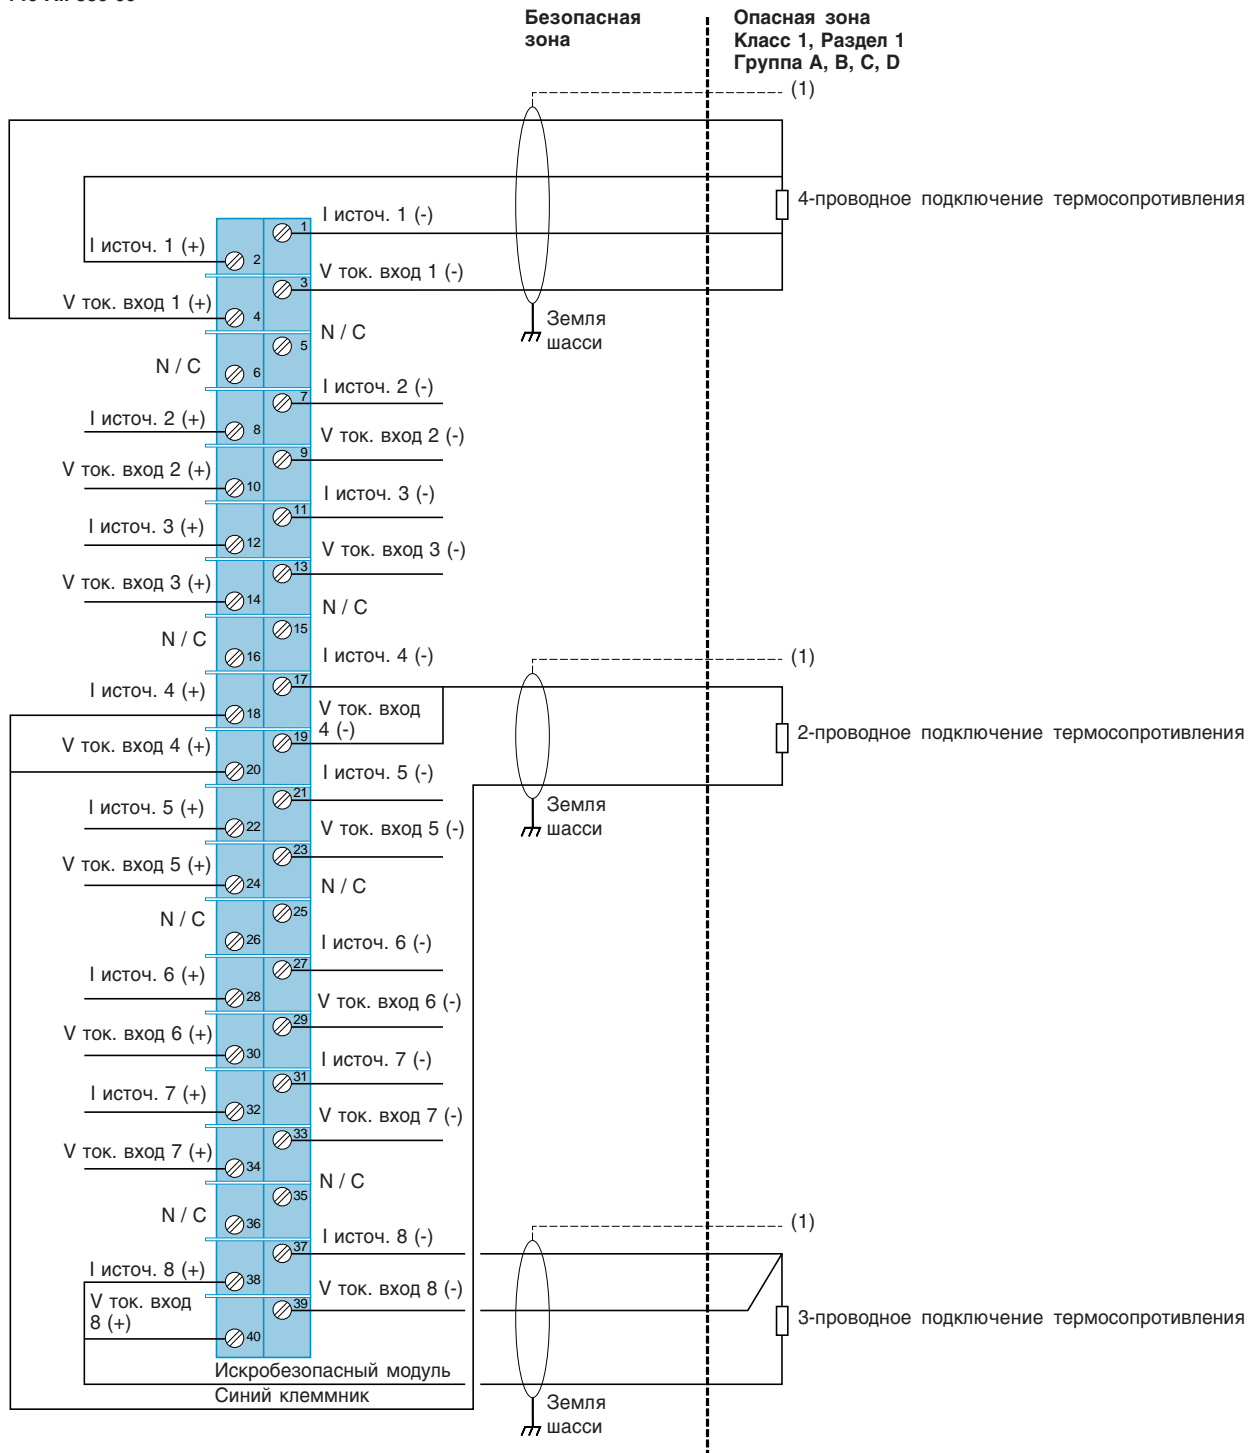 Безопасная
зона
Опасная зона
Класс 1, Раздел 1
Группа A, B, C, D
(1)
4-проводное подключение термосопротивления
I источ. 1 (-)
1
I источ. 1 (+)
2
V ток. вход 1 (-)
3
V ток. вход 1 (+)
4
Земля
шасси
N / C
5
N / C
6
I источ. 2 (-)
7
I источ. 2 (+)
8
V ток. вход 2 (-)
9
V ток. вход 2 (+)
10
I источ. 3 (-)
11
I источ. 3 (+)
12
V ток. вход 3 (-)
13
V ток. вход 3 (+)
14
N / C
15
N / C
16
I источ. 4 (-)
(1)
17
I источ. 4 (+)
18
V ток. вход
4 (-)
19
2-проводное подключение термосопротивления
V ток. вход 4 (+)
20
I источ. 5 (-)
21
I источ. 5 (+)
22
Земля
шасси
V ток. вход 5 (-)
23
V ток. вход 5 (+)
24
N / C
25
N / C
26
I источ. 6 (-)
27
I источ. 6 (+)
28
V ток. вход 6 (-)
29
V ток. вход 6 (+)
30
I источ. 7 (-)
31
I источ. 7 (+)
32
V ток. вход 7 (-)
33
V ток. вход 7 (+)
34
N / C
35
N / C
36
(1)
I источ. 8 (-)
37
I источ. 8 (+)
38
V ток. вход 8 (-)
39
V ток. вход
8 (+)
40
3-проводное подключение термосопротивления
Искробезопасный модуль
Синий клеммник
Земля
шасси